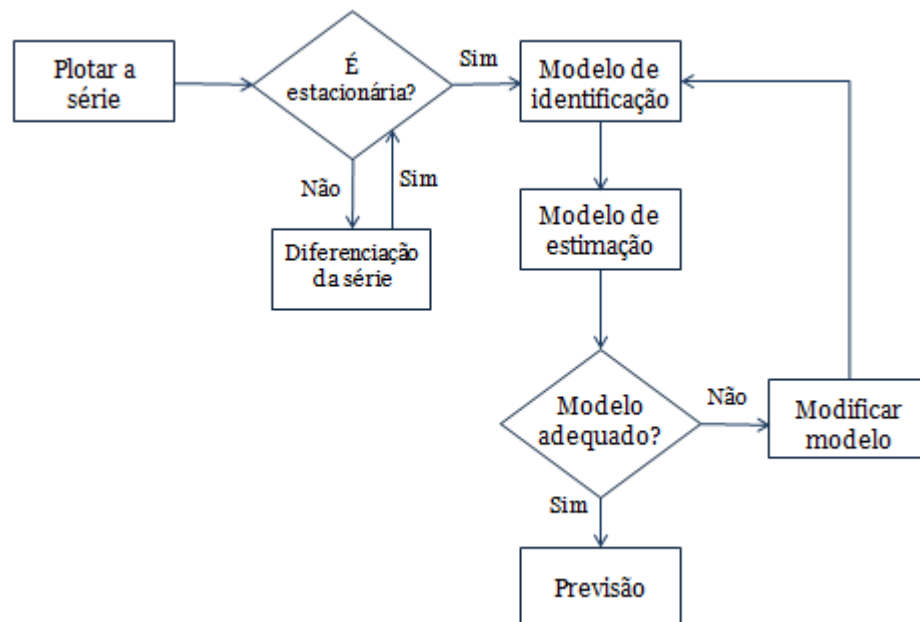 Plotar a
série
É
estacionária?
Sim
Modelo de
identificação
Não
Sim
Diferenciação
da série
Modelo de
estimação
Modelo
adequado?
Não
Modificar
modelo
Sim
Previsão